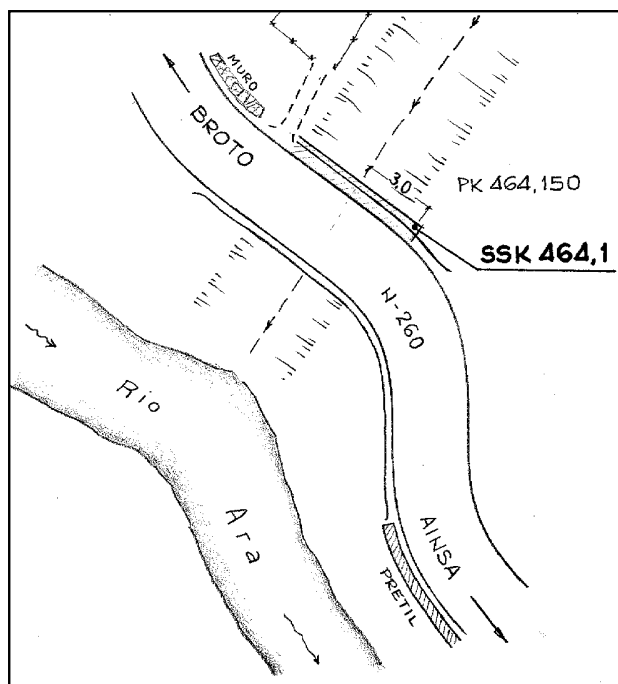 MURO
BROTO
3,0
PK 464,150
SSK 464,1
N-260
Rio
Ara
AINSA
PRETIL